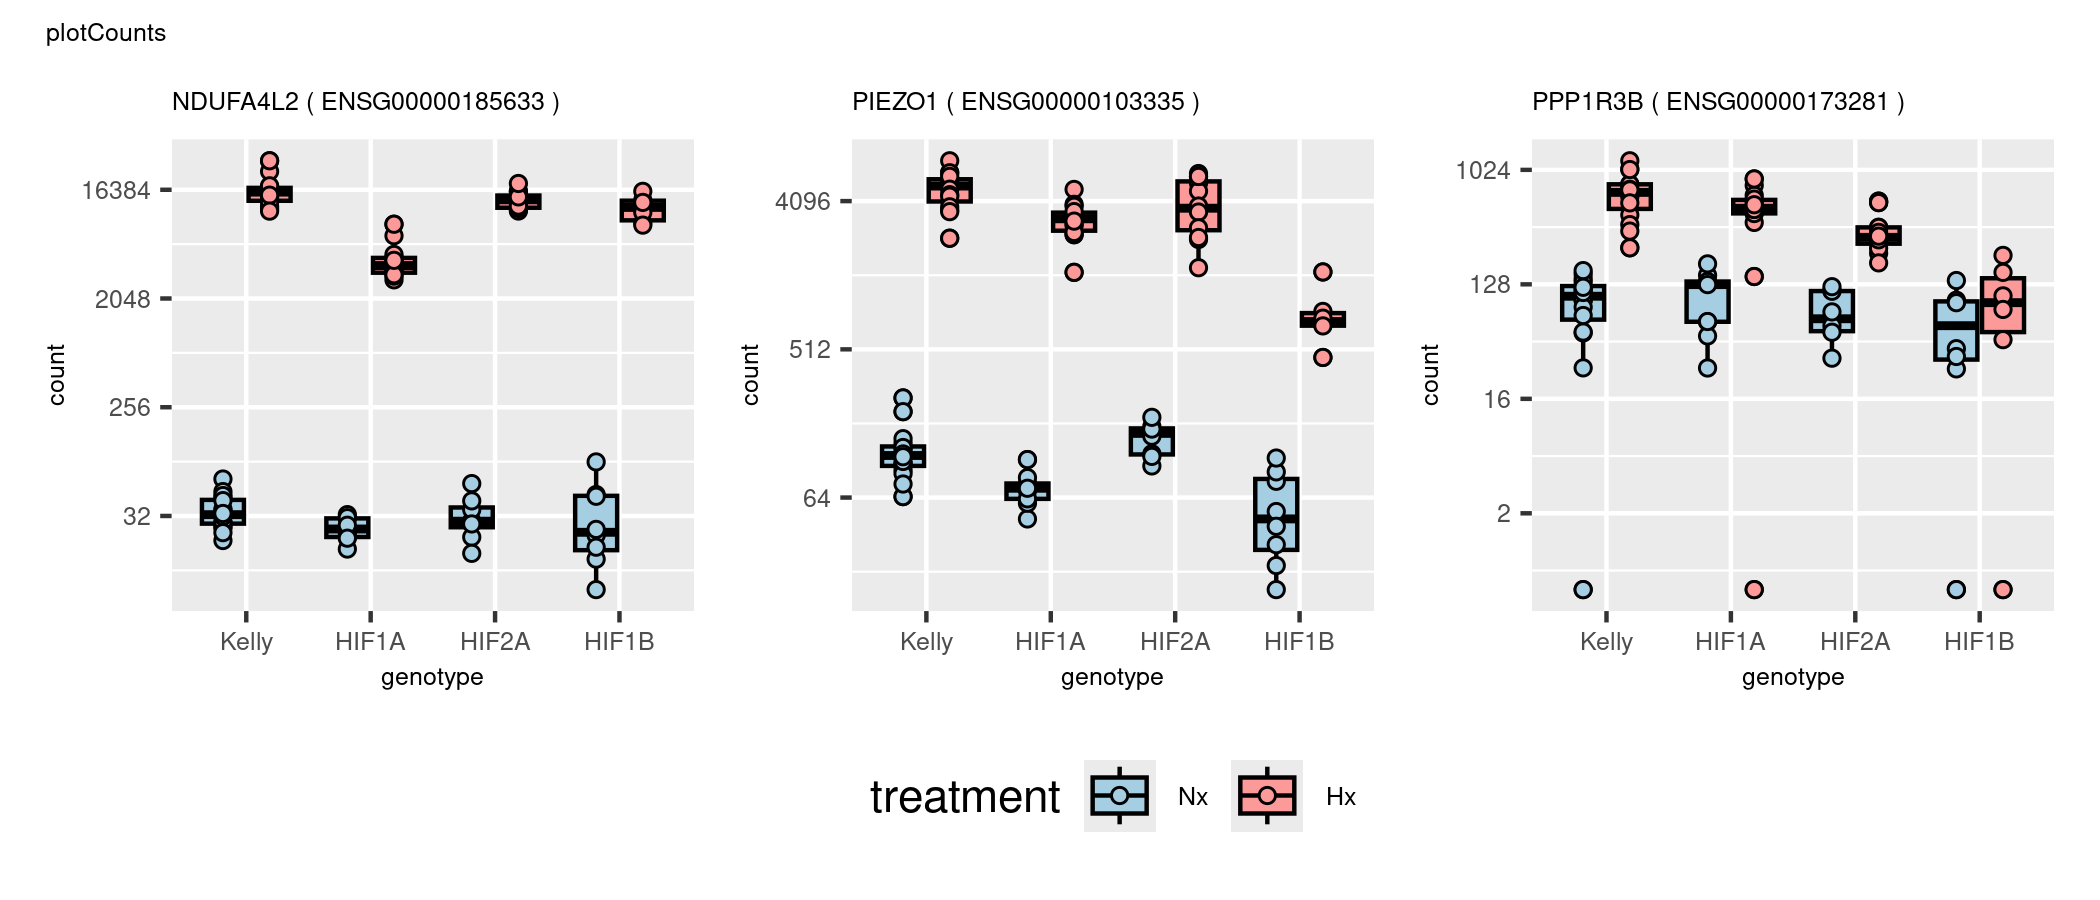 plotCounts
NDUFA4L2 ( ENSG00000185633 )
16384
2048
256
32
count
Kelly HIF1A HIF2A HIF1B
genotype
PIEZO1 ( ENSG00000103335 )
4096
512
64
count
Kelly HIF1A HIF2A HIF1B
genotype
PPP1R3B ( ENSG00000173281 )
1024
128
16
2
count
Kelly HIF1A HIF2A HIF1B
genotype
treatment Nx Hx